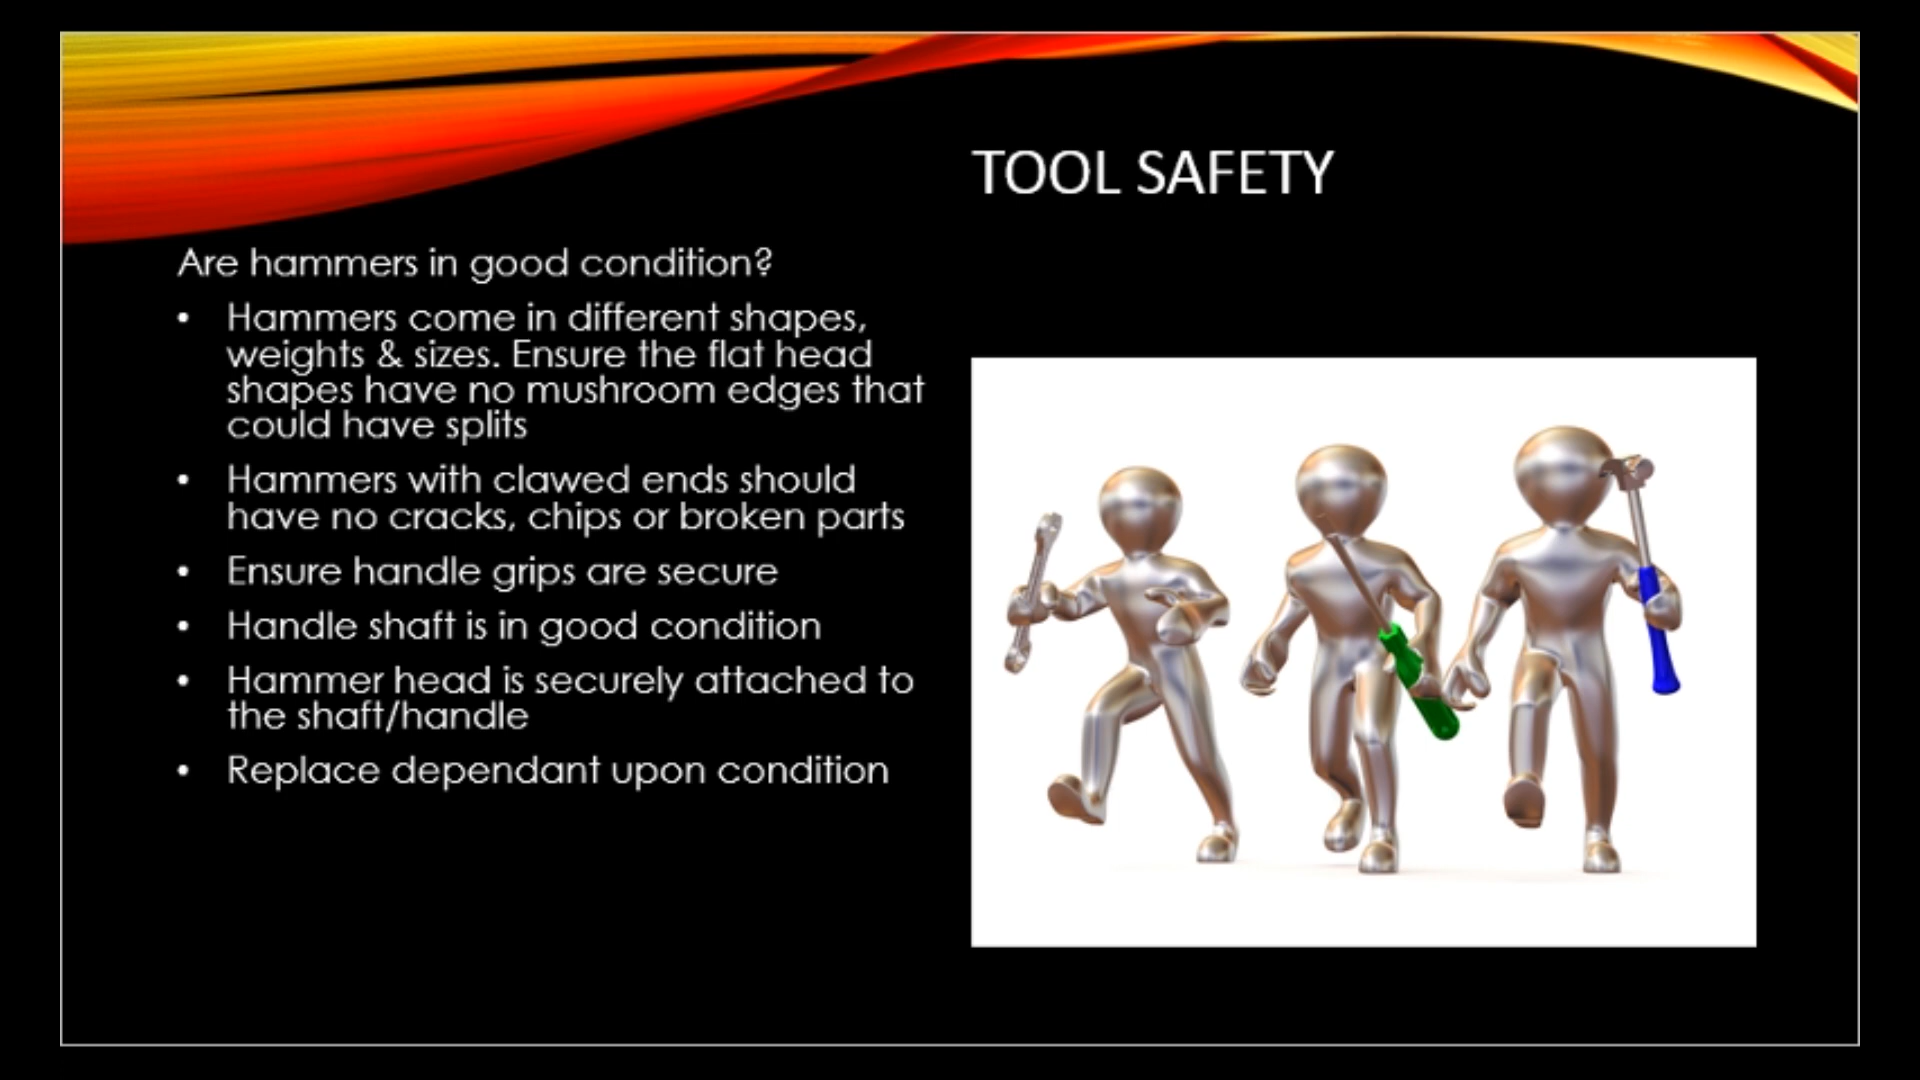 TOOL SAFETY
Are hammers in good condition?
• Hammers come in different shapes,
weights & sizes. Ensure the flat head
shapes have no mushroom edges that
could have splits
• Hammers with clawed ends should
have no cracks, chips or broken parts
• Ensure handle grips are secure
• Handle shaft is in good condition
• Hammer head is securely attached to
the shaft/handle
• Replace dependant upon condition